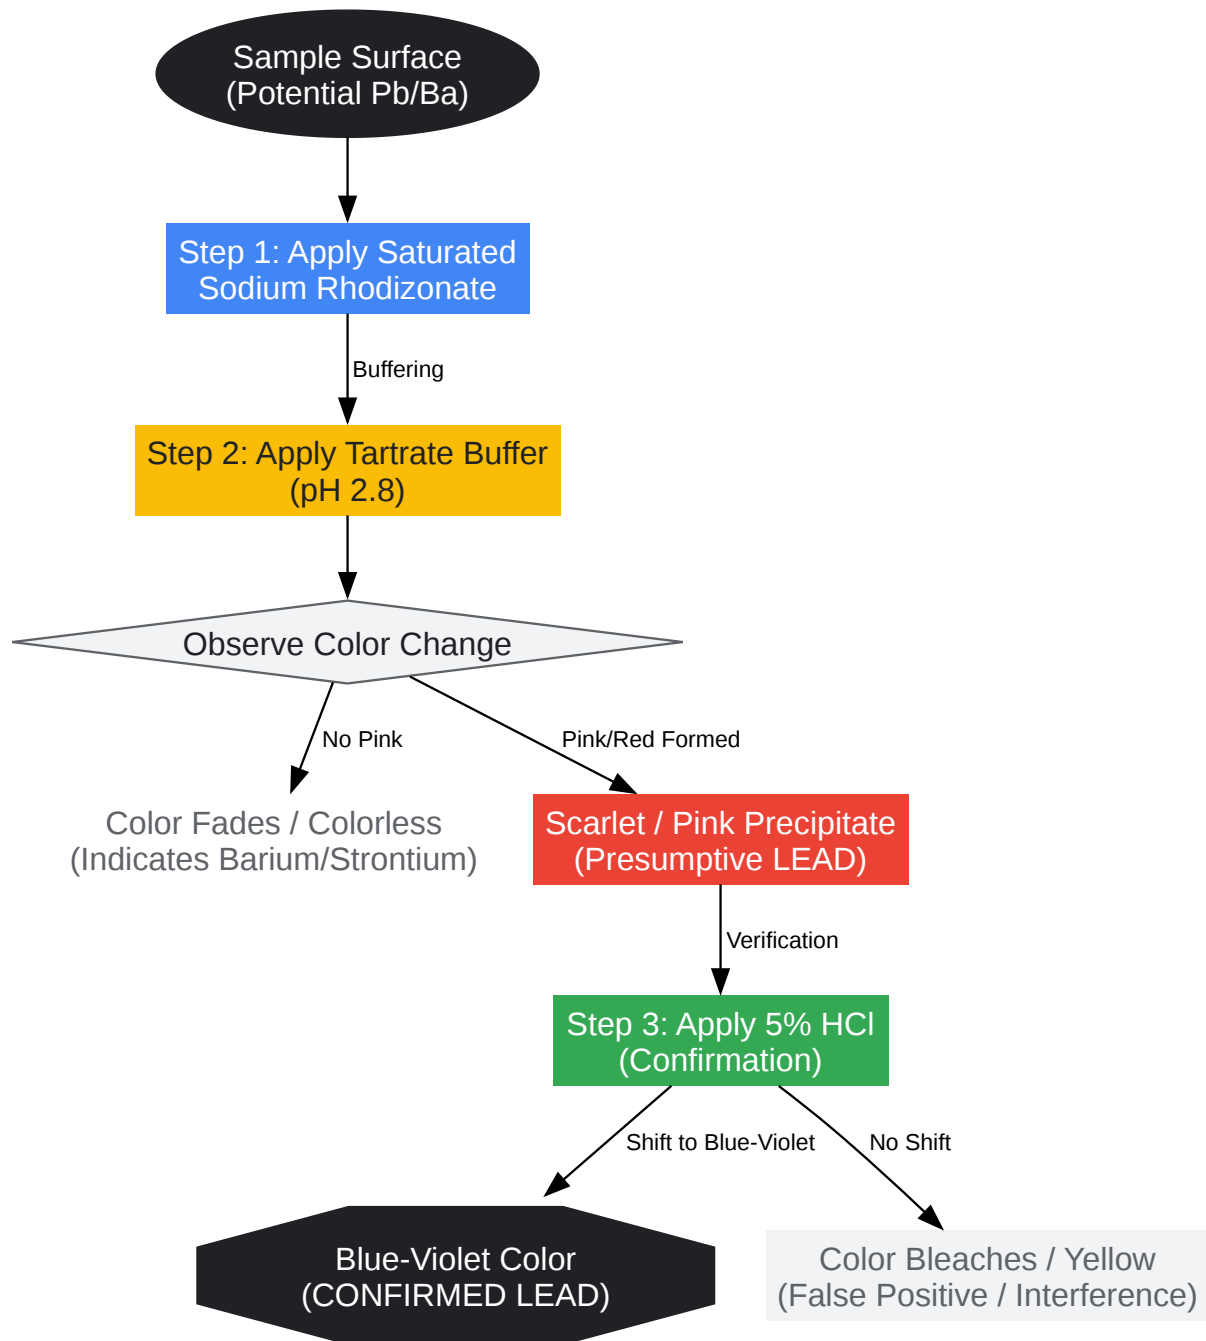 Sample Surface
(Potential Pb/Ba)
Step 1: Apply Saturated
Sodium Rhodizonate
Buffering
Step 2: Apply Tartrate Buffer
(pH 2.8)
Observe Color Change
No Pink
Pink/Red Formed
Color Fades / Colorless
(Indicates Barium/Strontium)
Scarlet / Pink Precipitate
(Presumptive LEAD)
Verification
Step 3: Apply 5% HCl
(Confirmation)
Shift to Blue-Violet
No Shift
Blue-Violet Color
(CONFIRMED LEAD)
Color Bleaches / Yellow
(False Positive / Interference)